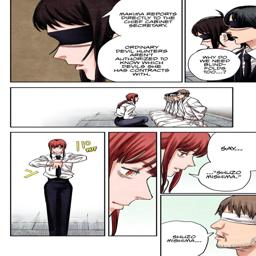 MAKIMA REPORTS
DIRECTLY TO THE
CHIEF CABINET
SECRETARY.
ORDINARY
DEVIL HUNTERS
AREN'T
AUTHORIZED TO
KNOW WHICH
DEVILS SHE
HAS CONTRACTS
WITH.
WHY DO
WE NEED
BLIND-
FOLDS
TOO...?
SAY...
..."SHUZO
MISHIMA."
SHUZO
MISHIMA...